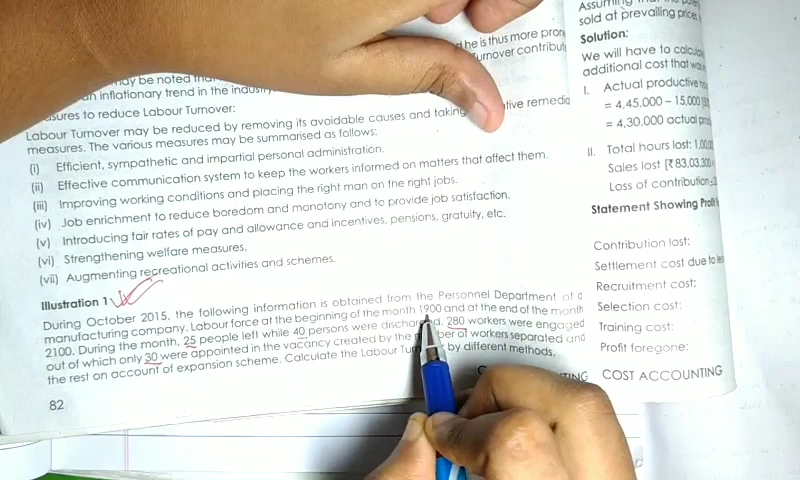 he is thus more pron
Turnover contribut
may be noted that
an inflationary trend in the industry
sures to reduce Labour Turnover:
Labour Turnover may be reduced by removing its avoidable causes and taking tive remedia
measures. The various measures may be summarised as follows:
(i) Efficient, sympathetic and impartial personal administration.
(ii) Effective communication system to keep the workers informed on matters that affect them.
(iii) Improving working conditions and placing the right man on the right jobs.
(iv) Job enrichment to reduce boredom and monotony and to provide job satisfaction.
(v) Introducing fair rates of pay and allowance and incentives, pensions, gratuity, etc.
(vi) Strengthening welfare measures.
(vii) Augmenting recreational activities and schemes.
Illustration 1
During October 2015, the following information is obtained from the Personnel Department of a
manufacturing company. Labour force at the beginning of the month 1900 and at the end of the month
2100. During the month, 25 people left while 40 persons were discharged. 280 workers were engaged
out of which only 30 were appointed in the vacancy created by the number of workers separated and
the rest on account of expansion scheme. Calculate the Labour Tur by different methods.
82
sold at prevailing prices
Solution:
We will have to calcula
additional cost that wa
I. Actual productive
= 4,45,000 – 15,000
= 4,30,000 actual
II. Total hours lost: 1,00,0
Sales lost [₹ 83,03,300
Loss of contribution
Statement Showing Profit
Contribution lost:
Settlement cost due to
Recruitment cost:
Selection cost:
Training cost:
Profit foregone:
COST ACCOUNTING